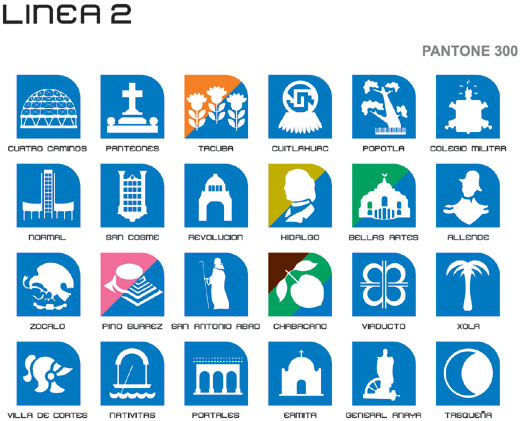 LINEA 2
PANTONE 300
CUATRO CAMINOS PANTEONES TACUBA CUITLAHUAC POPOTLA COLEGIO MILITAR
NORMAL SAN COSME REVOLUCION HIDALGO BELLAS ARTES ALLENDE
ZOCALO PINO SUAREZ SAN ANTONIO ABAD CHABACANO VIADUCTO XOLA
VILLA DE CORTES NATIVITAS PORTALES ERMITA GENERAL ANAYA TASQUEÑA